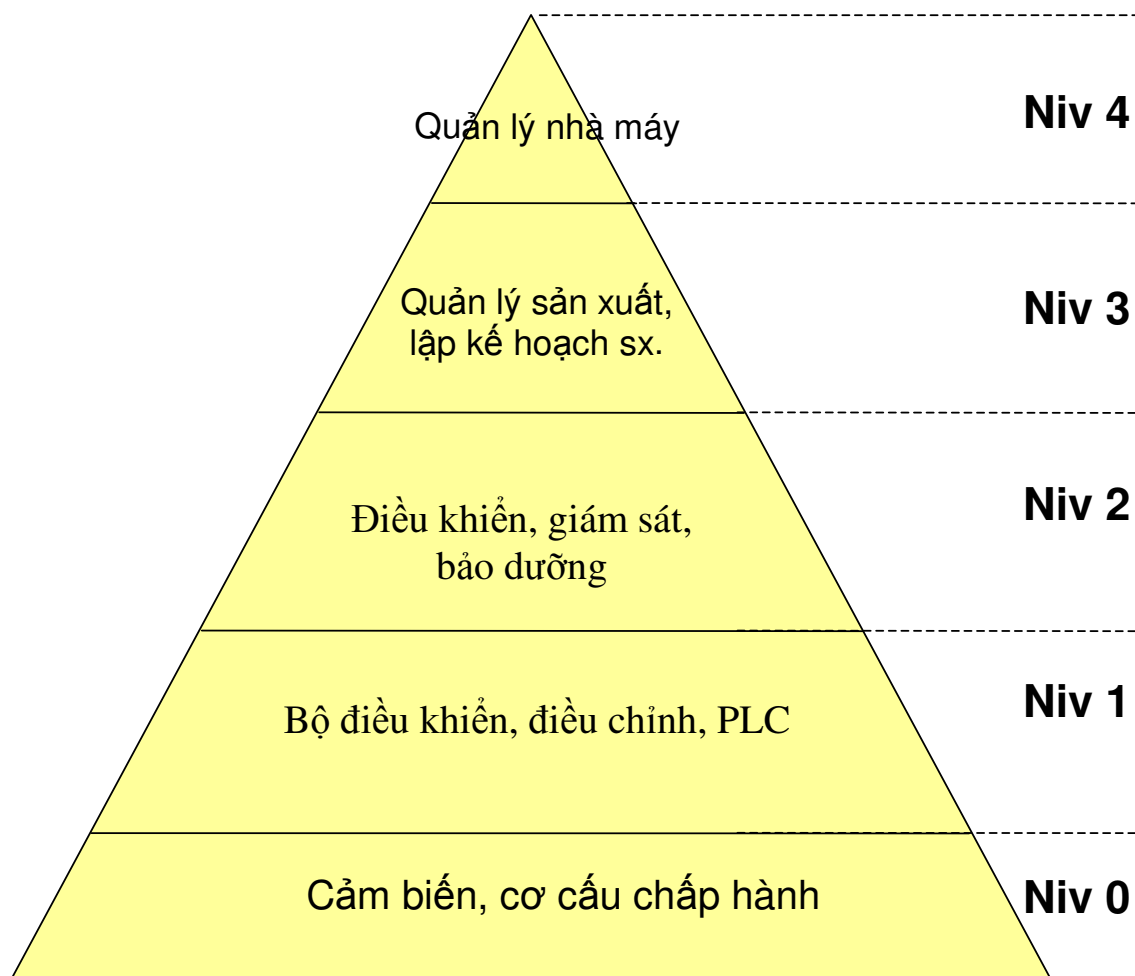 Quản lý nhà máy
Niv 4
Quản lý sản xuất,
lập kế hoạch sx.
Niv 3
Điều khiển, giám sát,
bảo dưỡng
Niv 2
Bộ điều khiển, điều chỉnh, PLC
Niv 1
Cảm biến, cơ cấu chấp hành
Niv 0